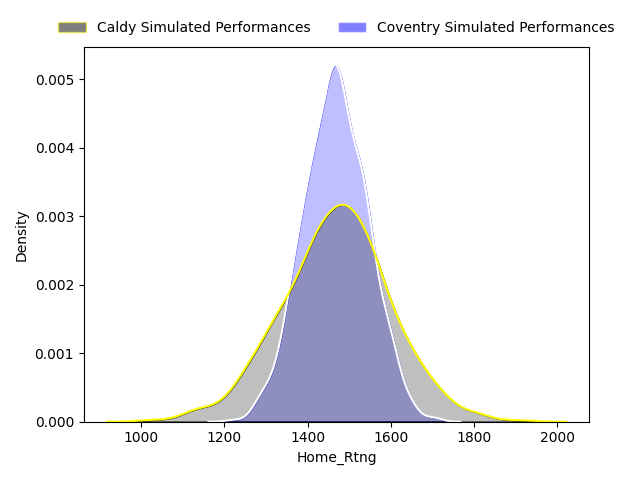 Caldy Simulated Performances
Coventry Simulated Performances
0.005
0.004
0.003
0.002
0.001
0.000
Density
1000 1200 1400 1600 1800 2000
Home_Rtng